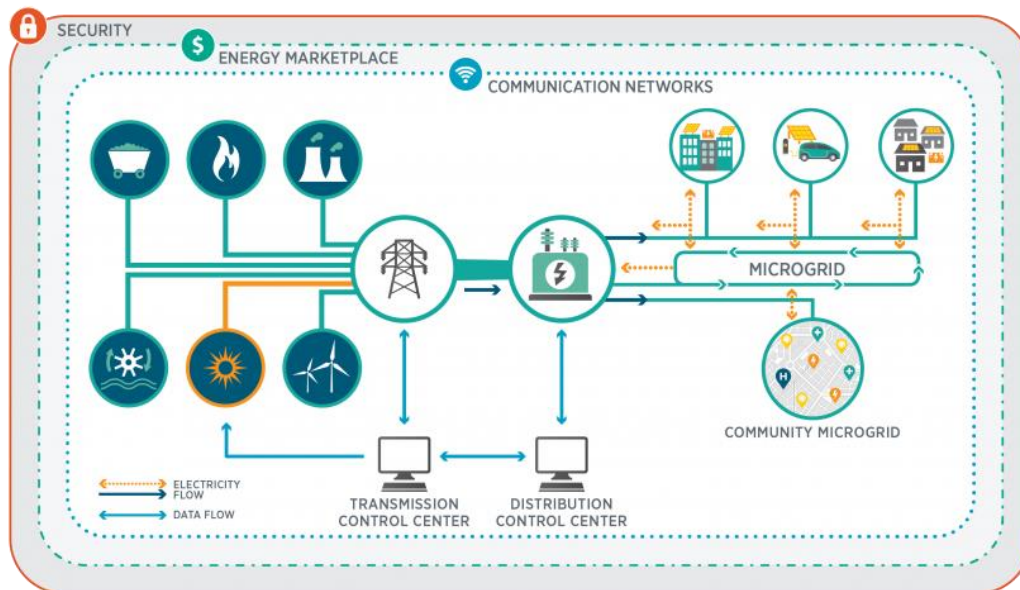 SECURITY
$
ENERGY MARKETPLACE
COMMUNICATION NETWORKS
MICROGRID
H
COMMUNITY MICROGRID
ELECTRICITY
FLOW
DATA FLOW
TRANSMISSION
CONTROL CENTER
DISTRIBUTION
CONTROL CENTER